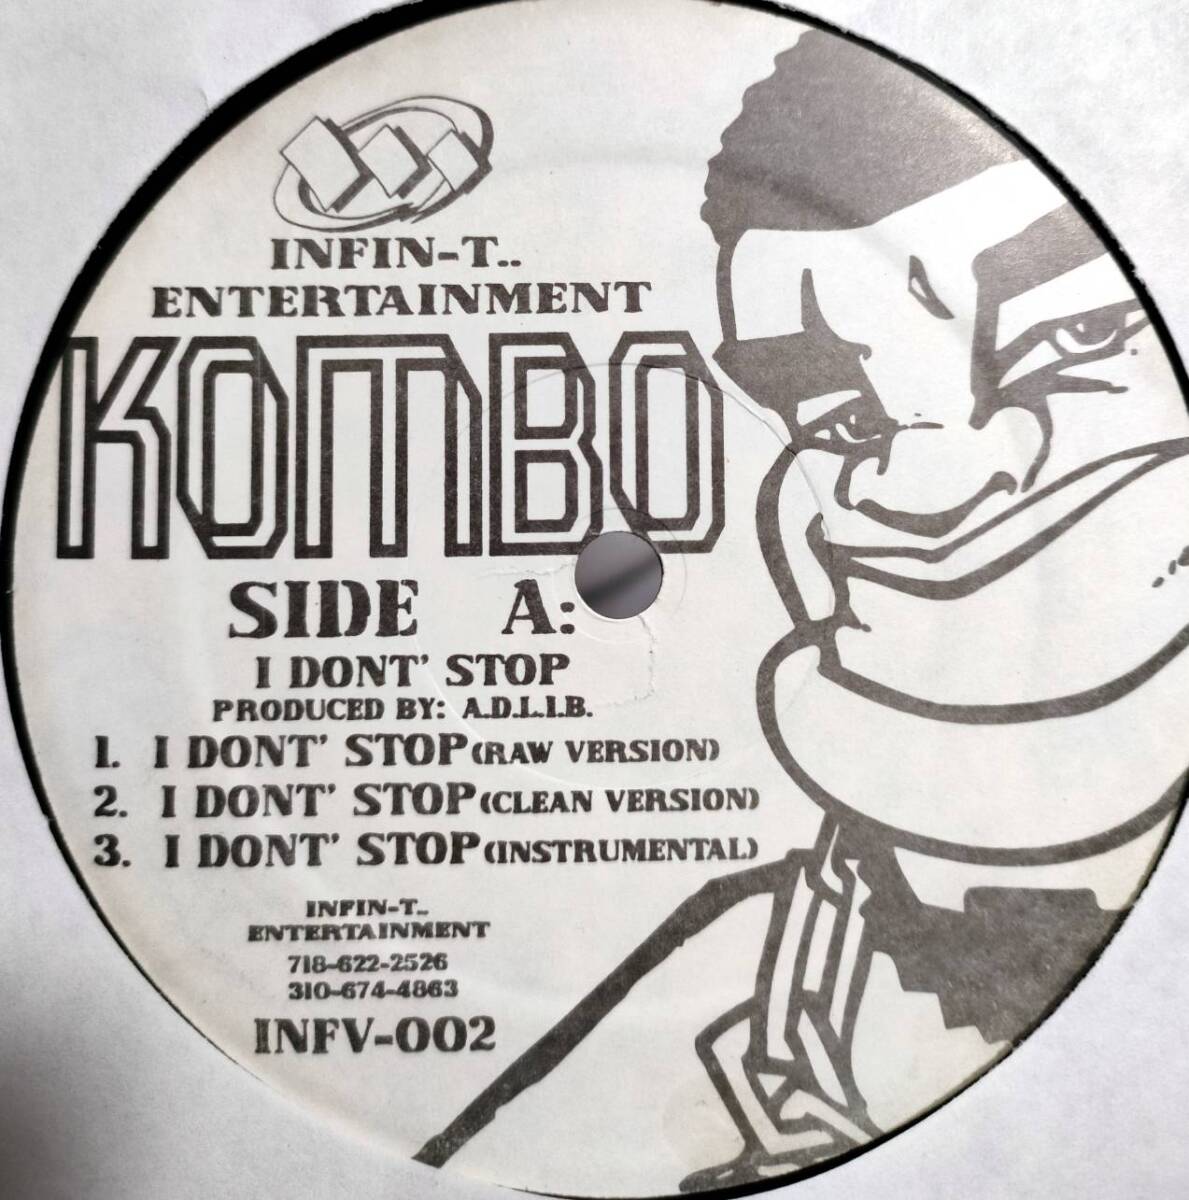 INFIN-T..
ENTERTAINMENT
KOMBO
SIDE A:
I DONT' STOP
PRODUCED BY: A.D.L.I.B.
1. I DONT' STOP (RAW VERSION)
2. I DONT' STOP (CLEAN VERSION)
3. I DONT' STOP (INSTRUMENTAL)
INFIN-T..
ENTERTAINMENT
718-622-2526
310-674-4863
INFV-002